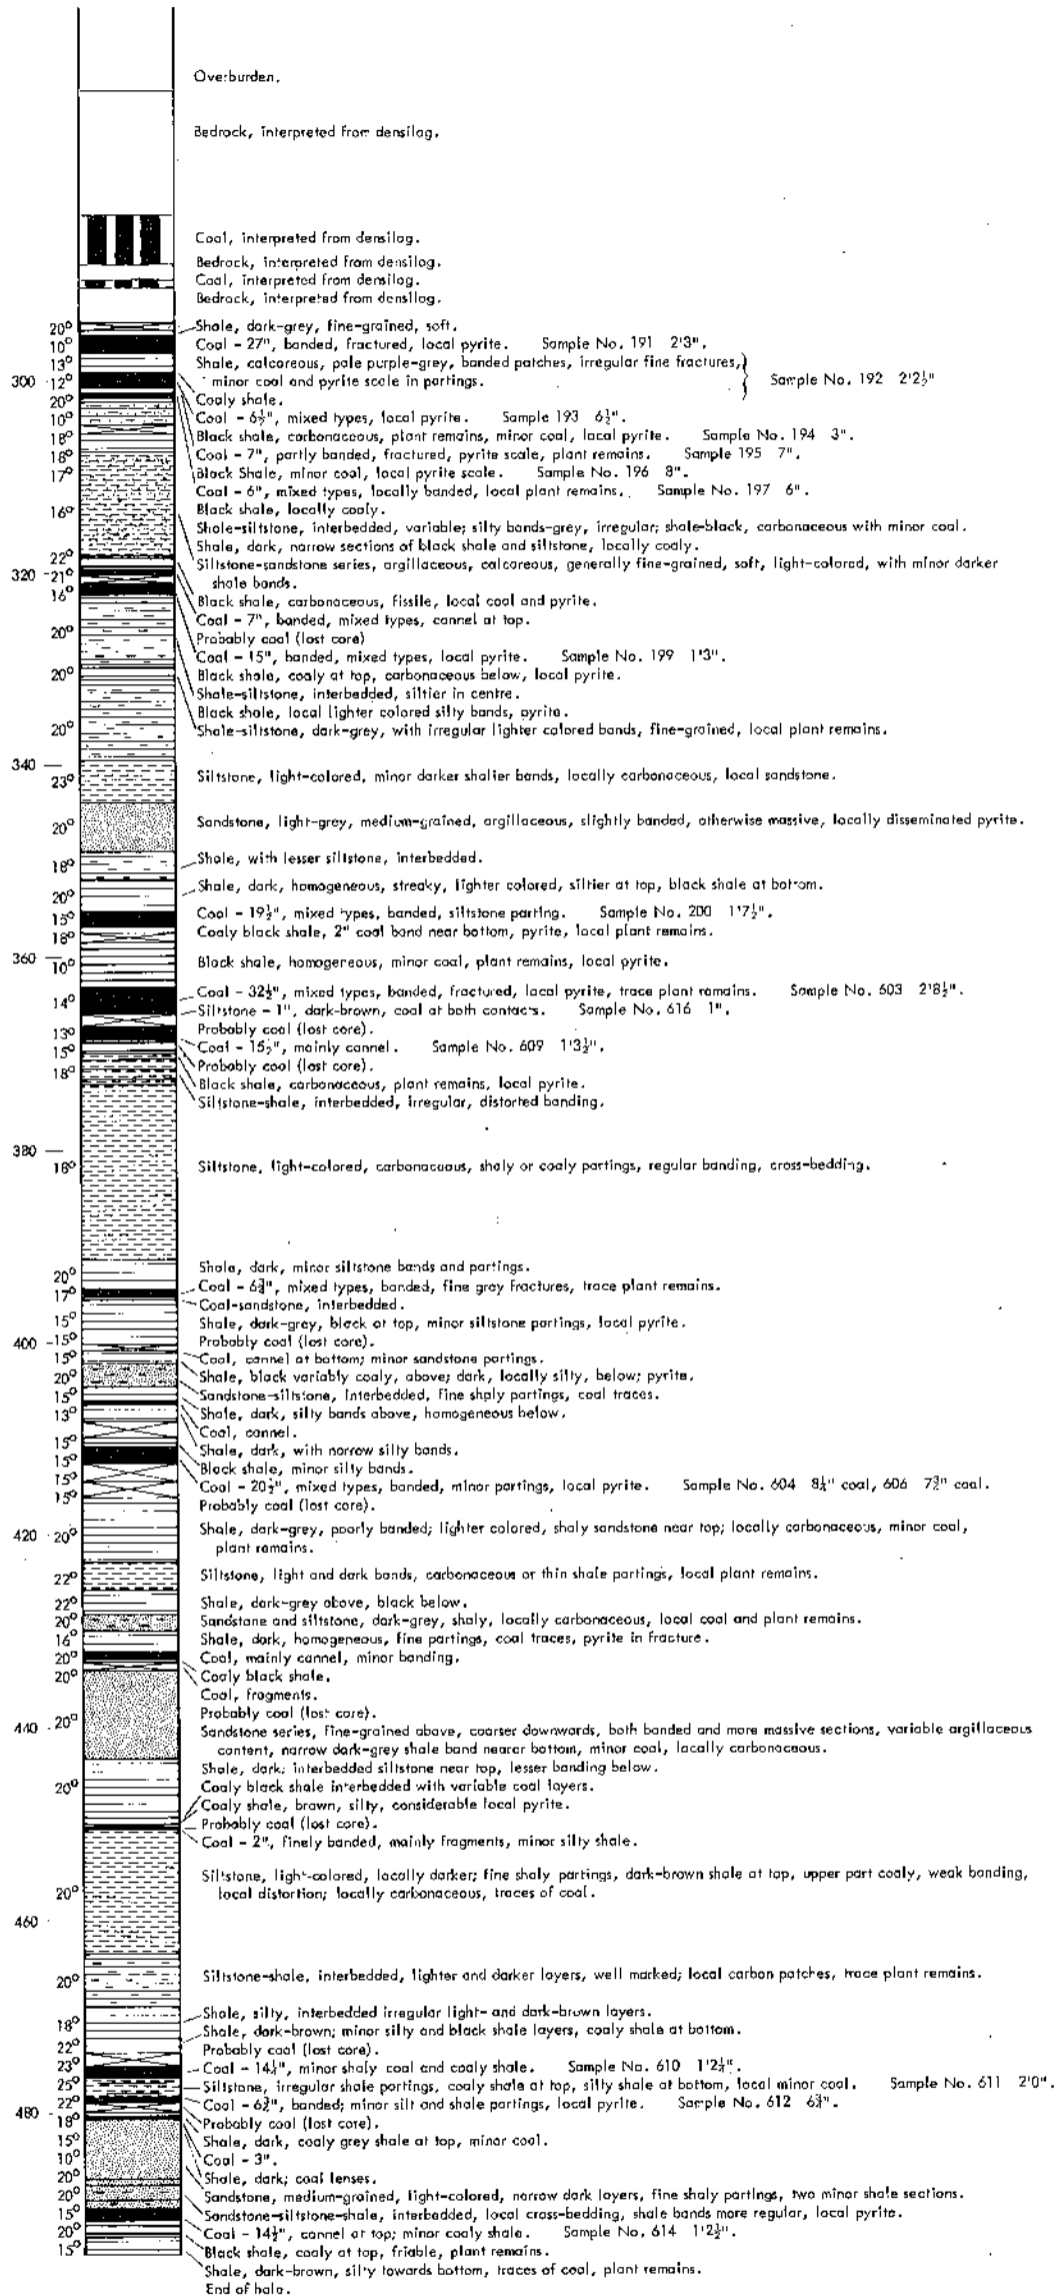 Overburden.
Bedrock, interpreted from densilog.
Coal, interpreted from densilog.
Bedrock, interpreted from densilog.
Coal, interpreted from densilog.
Bedrock, interpreted from densilog.
20° Shale, dark-grey, fine-grained, soft.
10° Coal - 27", banded, fractured, local pyrite. Sample No. 191 2'3".
13° Shale, calcareous, pale purple-grey, banded patches, irregular fine fractures,
300 12° minor coal and pyrite scale in partings. Sample No. 192 2'2½"
20° Coaly shale.
10° Coal - 6½", mixed types, local pyrite. Sample 193 6½".
18° Black shale, carbonaceous, plant remains, minor coal, local pyrite. Sample No. 194 3".
18° Coal - 7", partly banded, fractured, pyrite scale, plant remains. Sample 195 7".
17° Black Shale, minor coal, local pyrite scale. Sample No. 196 8".
Coal - 6", mixed types, locally banded, local plant remains. Sample No. 197 6".
16° Black shale, locally coaly.
Shale-siltstone, interbedded, variable; silty bands-grey, irregular; shale-black, carbonaceous with minor coal.
Shale, dark, narrow sections of black shale and siltstone, locally coaly.
22° Siltstone-sandstone series, argillaceous, calcareous, generally fine-grained, soft, light-colored, with minor darker
320 21° shale bands.
16° Black shale, carbonaceous, fissile, local coal and pyrite.
Coal - 7", banded, mixed types, cannel at top.
20° Probably coal (lost core)
Coal - 15", banded, mixed types, local pyrite. Sample No. 199 1'3".
20° Black shale, coaly at top, carbonaceous below, local pyrite.
Shale-siltstone, interbedded, siltier in centre.
Black shale, local lighter colored silty bands, pyrite.
20° Shale-siltstone, dark-grey, with irregular lighter colored bands, fine-grained, local plant remains.
340
23° Siltstone, light-colored, minor darker shalier bands, locally carbonaceous, local sandstone.
20° Sandstone, light-grey, medium-grained, argillaceous, slightly banded, otherwise massive, locally disseminated pyrite.
18° Shale, with lesser siltstone, interbedded.
20° Shale, dark, homogeneous, streaky, lighter colored, siltier at top, black shale at bottom.
15° Coal - 19½", mixed types, banded, siltstone parting. Sample No. 200 1'7½".
18° Coaly black shale, 2" coal band near bottom, pyrite, local plant remains.
360 10° Black shale, homogereous, minor coal, plant remains, local pyrite.
14° Coal - 32½", mixed types, banded, fractured, local pyrite, trace plant remains. Sample No. 603 2'8½".
Siltstone - 1", dark-brown, coal at both contacts. Sample No. 616 1".
Probably coal (lost core).
13° Coal - 15½", mainly cannel. Sample No. 609 1'3½".
15° Probably coal (lost core).
18° Black shale, carbonaceous, plant remains, local pyrite.
Siltstone-shale, interbedded, irregular, distorted banding.
380
18° Siltstone, light-colored, carbonaceous, shaly or coaly partings, regular banding, cross-bedding.
20° Shale, dark, minor siltstone bands and partings.
17° Coal - 6¾", mixed types, banded, fine gray fractures, trace plant remains.
Coal-sandstone, interbedded.
15° Shale, dark-grey, black at top, minor siltstone partings, local pyrite.
400 15° Probably coal (lost core).
15° Coal, cannel at bottom; minor sandstone partings.
20° Shale, black variably coaly, above; dark, locally silty, below; pyrite.
15° Sandstone-siltstone, interbedded, fine shaly partings, coal traces.
13° Shale, dark, silty bands above, homogeneous below.
Coal, cannel.
15° Shale, dark, with narrow silty bands.
15° Black shale, minor silty bands.
15° Coal - 20½", mixed types, banded, minor partings, local pyrite. Sample No. 604 8¼" coal, 606 7¾" coal.
15° Probably coal (lost core).
420 20° Shale, dark-grey, poorly banded; lighter colored, shaly sandstone near top; locally carbonaceous, minor coal,
plant remains.
22° Siltstone, light and dark bands, carbonaceous or thin shale partings, local plant remains.
22° Shale, dark-grey above, black below.
20° Sandstone and siltstone, dark-grey, shaly, locally carbonaceous, local coal and plant remains.
16° Shale, dark, homogeneous, fine partings, coal traces, pyrite in fracture.
20° Coal, mainly cannel, minor banding.
20° Coaly black shale.
Coal, fragments.
Probably coal (lost core).
440 20° Sandstone series, fine-grained above, coarser downwards, both banded and more massive sections, variable argillaceous
content, narrow dark-grey shale band nearer bottom, minor coal, locally carbonaceous.
Shale, dark; interbedded siltstone near top, lesser banding below.
20° Coaly black shale interbedded with variable coal layers.
Coaly shale, brown, silty, considerable local pyrite.
Probably coal (lost core).
Coal - 2", finely banded, mainly fragments, minor silty shale.
Siltstone, light-colored, locally darker; fine shaly partings, dark-brown shale at top, upper part coaly, weak banding,
20° local distortion; locally carbonaceous, traces of coal.
460
20° Siltstone-shale, interbedded, lighter and darker layers, well marked; local carbon patches, trace plant remains.
18° Shale, silty, interbedded irregular light- and dark-brown layers.
Shale, dark-brown; minor silty and black shale layers, coaly shale at bottom.
22° Probably coal (lost core).
23° Coal - 14¼", minor shaly coal and coaly shale. Sample No. 610 1'2¼".
25° Siltstone, irregular shale partings, coaly shale at top, silty shale at bottom, local minor coal. Sample No. 611 2'0".
22° Coal - 6¾", banded; minor silt and shale partings, local pyrite. Sample No. 612 6¾".
480 18° Probably coal (lost core).
15° Shale, dark, coaly grey shale at top, minor coal.
10° Coal - 3".
20° Shale, dark; coal lenses.
20° Sandstone, medium-grained, light-colored, narrow dark layers, fine shaly partings, two minor shale sections.
15° Sandstone-siltstone-shale, interbedded, local cross-bedding, shale bands more regular, local pyrite.
20° Coal - 14½", cannel at top; minor coaly shale. Sample No. 614 1'2½".
15° Black shale, coaly at top, friable, plant remains.
Shale, dark-brown, silty towards bottom, traces of coal, plant remains.
End of hole.